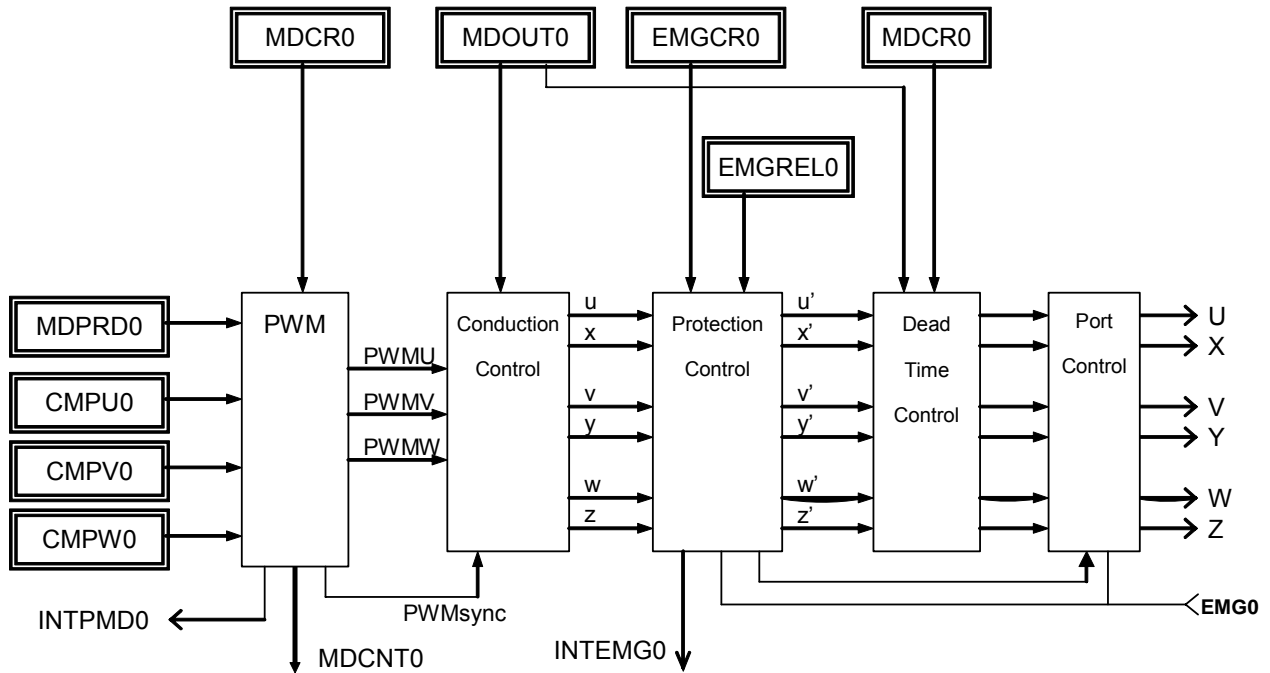 MDCR0
MDOUT0
EMGCR0
MDCR0
EMGREL0
MDPRD0
CMPU0
CMPV0
CMPW0
PWM
PWMU
PWMV
PWMW
Conduction
Control
u
x
v
y
w
z
Protection
Control
u’
x’
v’
y’
w’
z’
Dead
Time
Control
Port
Control
U
X
V
Y
W
Z
INTPMD0
MDCNT0
PWMsync
INTEMG0
EMG0